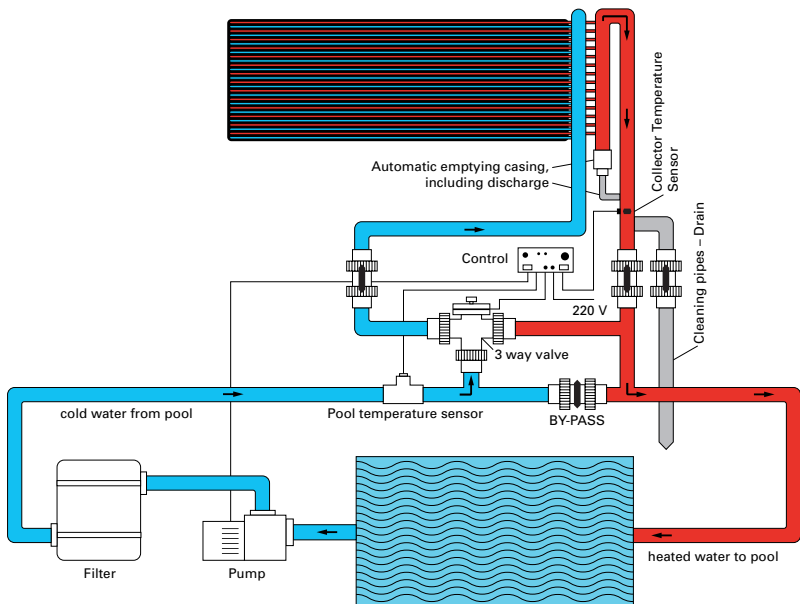 Automatic emptying casing,
including discharge
Collector Temperature
Sensor
Control
Cleaning pipes – Drain
220 V
3 way valve
cold water from pool
Pool temperature sensor
BY-PASS
heated water to pool
Filter
Pump